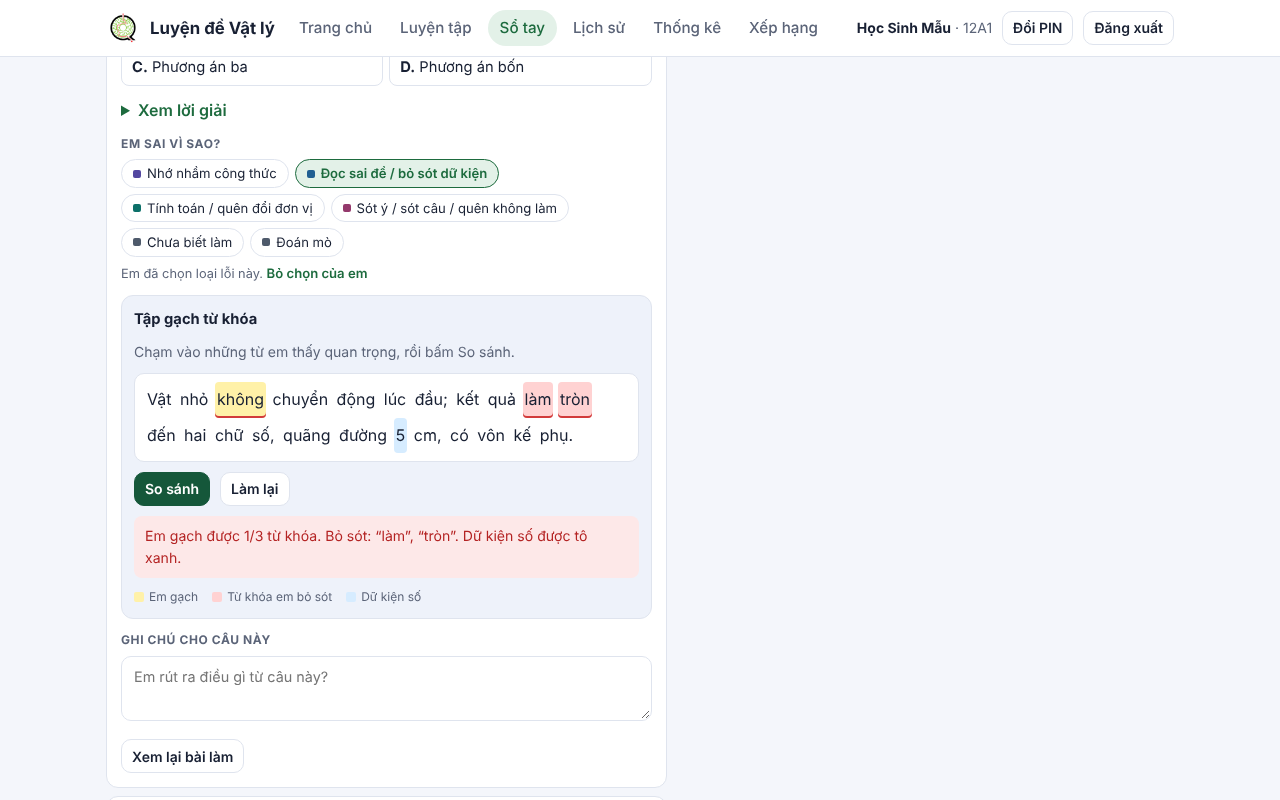 Luyện đề Vật lý Trang chủ Luyện tập Sổ tay Lịch sử Thống kê Xếp hạng Học Sinh Mẫu · 12A1 Đổi PIN Đăng xuất
C. Phương án ba D. Phương án bốn
Xem lời giải
EM SAI VÌ SAO?
Nhớ nhầm công thức Đọc sai đề / bỏ sót dữ kiện
Tính toán / quên đổi đơn vị Sót ý / sót câu / quên không làm
Chưa biết làm Đoán mò
Em đã chọn loại lỗi này. Bỏ chọn của em
Tập gạch từ khóa
Chạm vào những từ em thấy quan trọng, rồi bấm So sánh.
Vật nhỏ không chuyển động lúc đầu; kết quả làm tròn
đến hai chữ số, quãng đường 5 cm, có vôn kế phụ.
So sánh Làm lại
Em gạch được 1/3 từ khóa. Bỏ sót: “làm”, “tròn”. Dữ kiện số được tô
xanh.
Em gạch Từ khóa em bỏ sót Dữ kiện số
GHI CHÚ CHO CÂU NÀY
Em rút ra điều gì từ câu này?
Xem lại bài làm